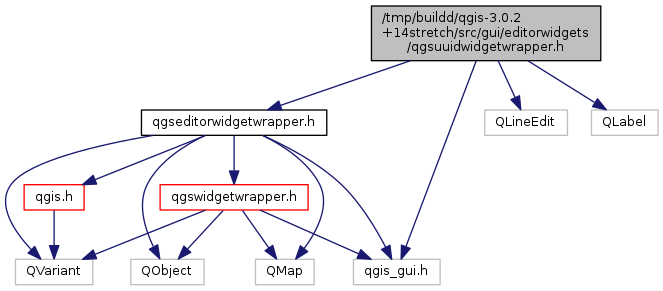 /tmp/buildd/qgis-3.0.2
+14stretch/src/gui/editorwidgets
/qgsuuidwidgetwrapper.h
qgseditorwidgetwrapper.h
QLineEdit
QLabel
qgis.h
qgswidgetwrapper.h
QVariant
QObject
QMap
qgis_gui.h